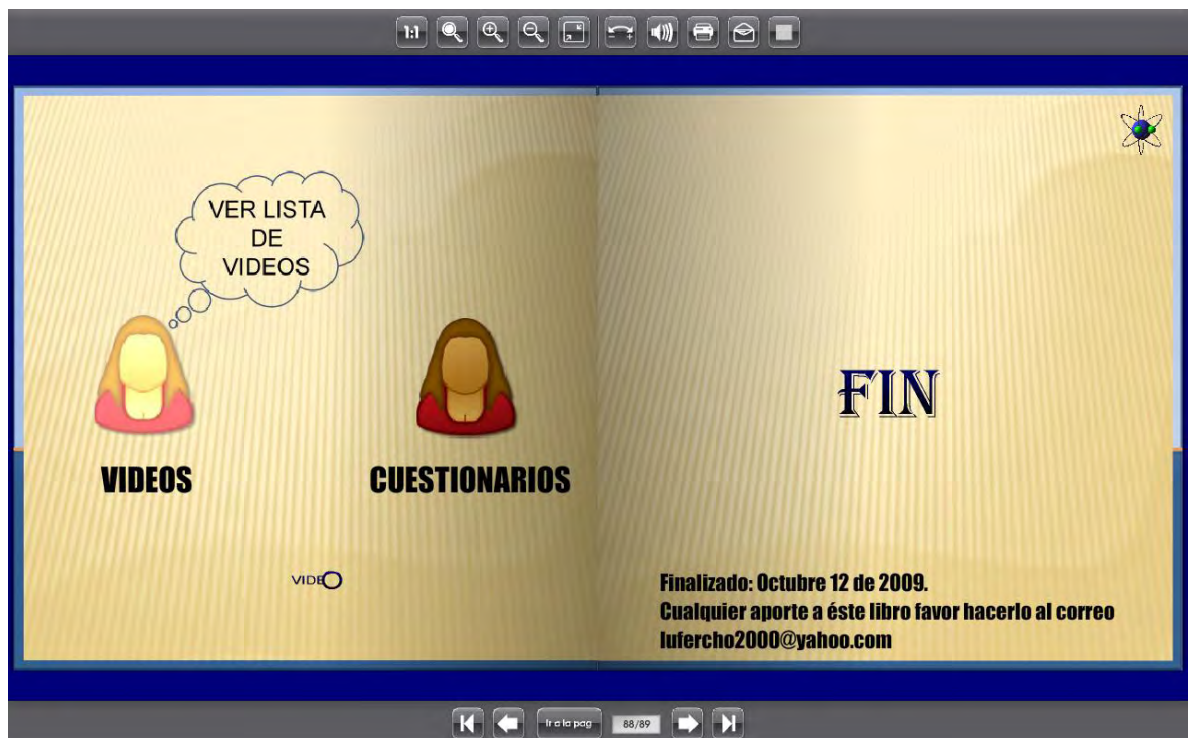 1:1
VER LISTA
DE
VIDEOS
VIDEOS
CUESTIONARIOS
VIDEO
FIN
Finalizado: Octubre 12 de 2009.
Cualquier aporte a éste libro favor hacerlo al correo
lufercho2000@yahoo.com
Ir a la pag
88/89